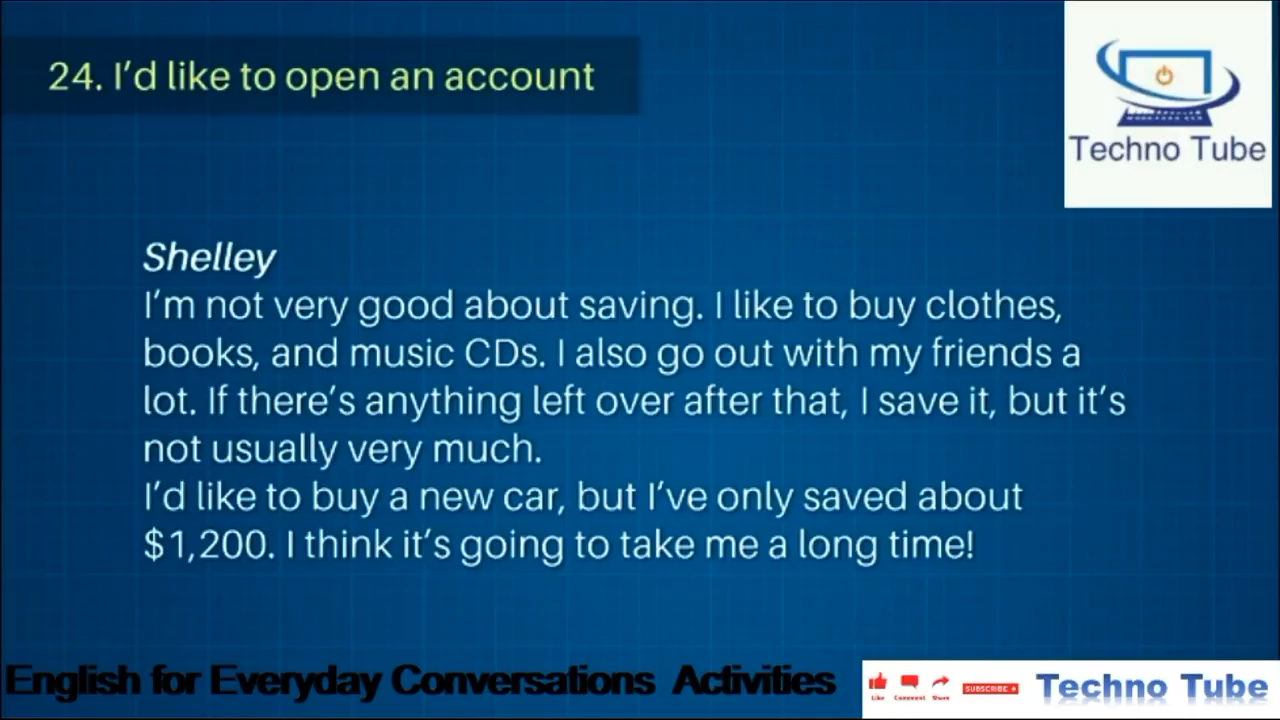 24. I'd like to open an account
Techno Tube
Shelley
I'm not very good about saving. I like to buy clothes,
books, and music CDs. I also go out with my friends a
lot. If there's anything left over after that, I save it, but it's
not usually very much.
I'd like to buy a new car, but I've only saved about
$1,200. I think it's going to take me a long time!
English for Everyday Conversations Activities
Like Comment Share SUBSCRIBE Techno Tube